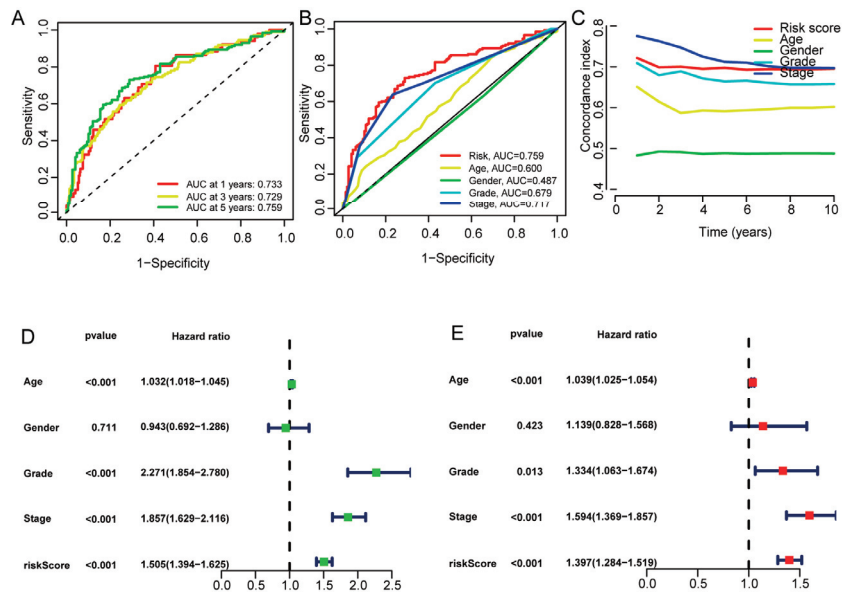 A
Sensitivity
0.0 0.2 0.4 0.6 0.8 1.0
AUC at 1 years: 0.733
AUC at 3 years: 0.729
AUC at 5 years: 0.759
0.0 0.2 0.4 0.6 0.8 1.0
1−Specificity
B
Sensitivity
0.0 0.2 0.4 0.6 0.8 1.0
Risk, AUC=0.759
Age, AUC=0.600
Gender, AUC=0.487
Grade, AUC=0.679
Stage, AUC=0.717
0.0 0.2 0.4 0.6 0.8 1.0
1−Specificity
C
Concordance index
0.4 0.5 0.6 0.7 0.8
Risk score
Age
Gender
Grade
Stage
0 2 4 6 8 10
Time (years)
D
pvalue Hazard ratio
Age <0.001 1.032(1.018−1.045)
Gender 0.711 0.943(0.692−1.286)
Grade <0.001 2.271(1.854−2.780)
Stage <0.001 1.857(1.629−2.116)
riskScore <0.001 1.505(1.394−1.625)
0.0 0.5 1.0 1.5 2.0 2.5
E
pvalue Hazard ratio
Age <0.001 1.039(1.025−1.054)
Gender 0.423 1.139(0.828−1.568)
Grade 0.013 1.334(1.063−1.674)
Stage <0.001 1.594(1.369−1.857)
riskScore <0.001 1.397(1.284−1.519)
0.0 0.5 1.0 1.5